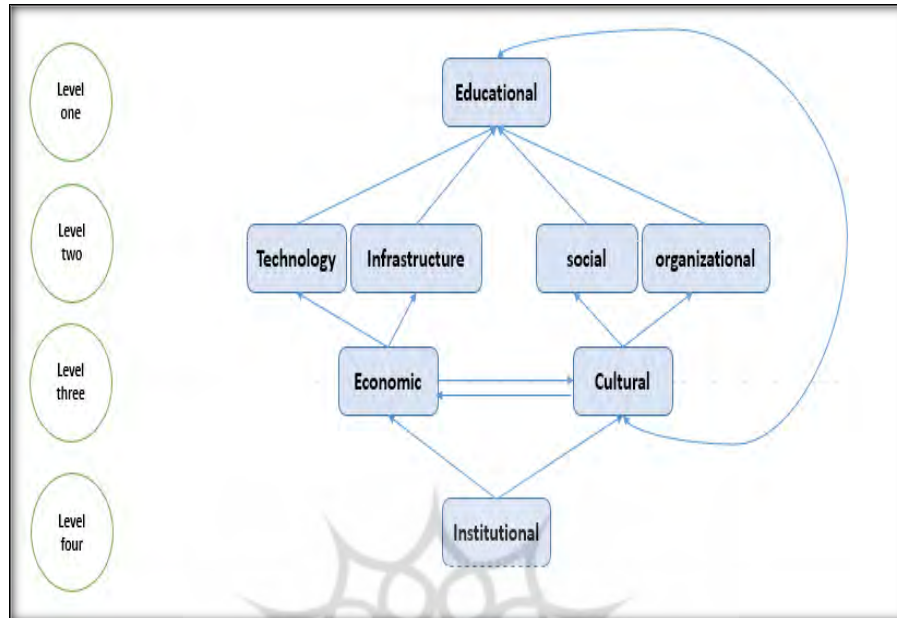 Level
one
Educational
Level
two
Technology
Infrastructure
social
organizational
Level
three
Economic
Cultural
Level
four
Institutional